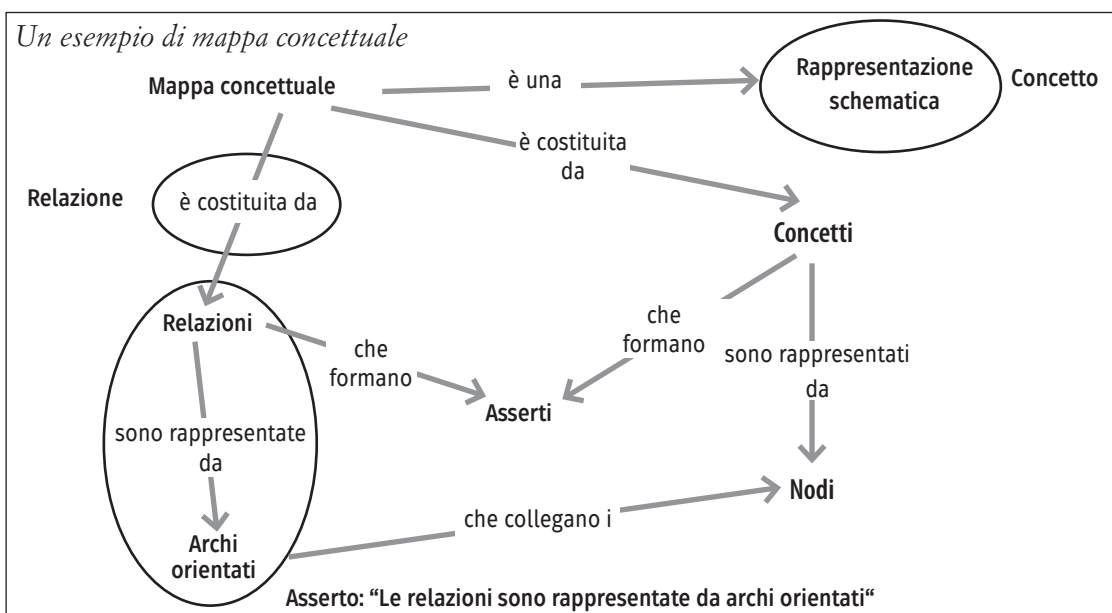 Un esempio di mappa concettuale
Mappa concettuale
è una
Rappresentazione
schematica
Concetto
è costituita
da
Relazione
è costituita da
Concetti
Relazioni
che
formano
che
formano
sono rappresentati
da
Asserti
sono rappresentate
da
Nodi
che collegano i
Archi
orientati
Asserto: “Le relazioni sono rappresentate da archi orientati“